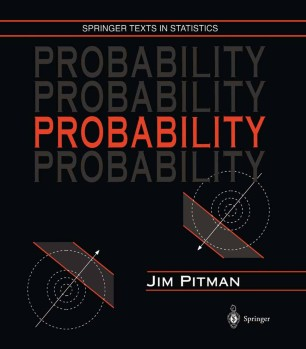 SPRINGER TEXTS IN STATISTICS
PROBABILITY
PROBABILITY
PROBABILITY
PROBABILITY
JIM PITMAN
Springer